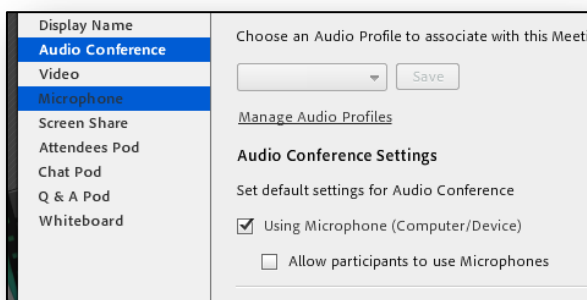 Display Name
Audio Conference
Video
Microphone
Screen Share
Attendees Pod
Chat Pod
Q & A Pod
Whiteboard
Choose an Audio Profile to associate with this Meeti
Save
Manage Audio Profiles
Audio Conference Settings
Set default settings for Audio Conference
Using Microphone (Computer/Device)
Allow participants to use Microphones